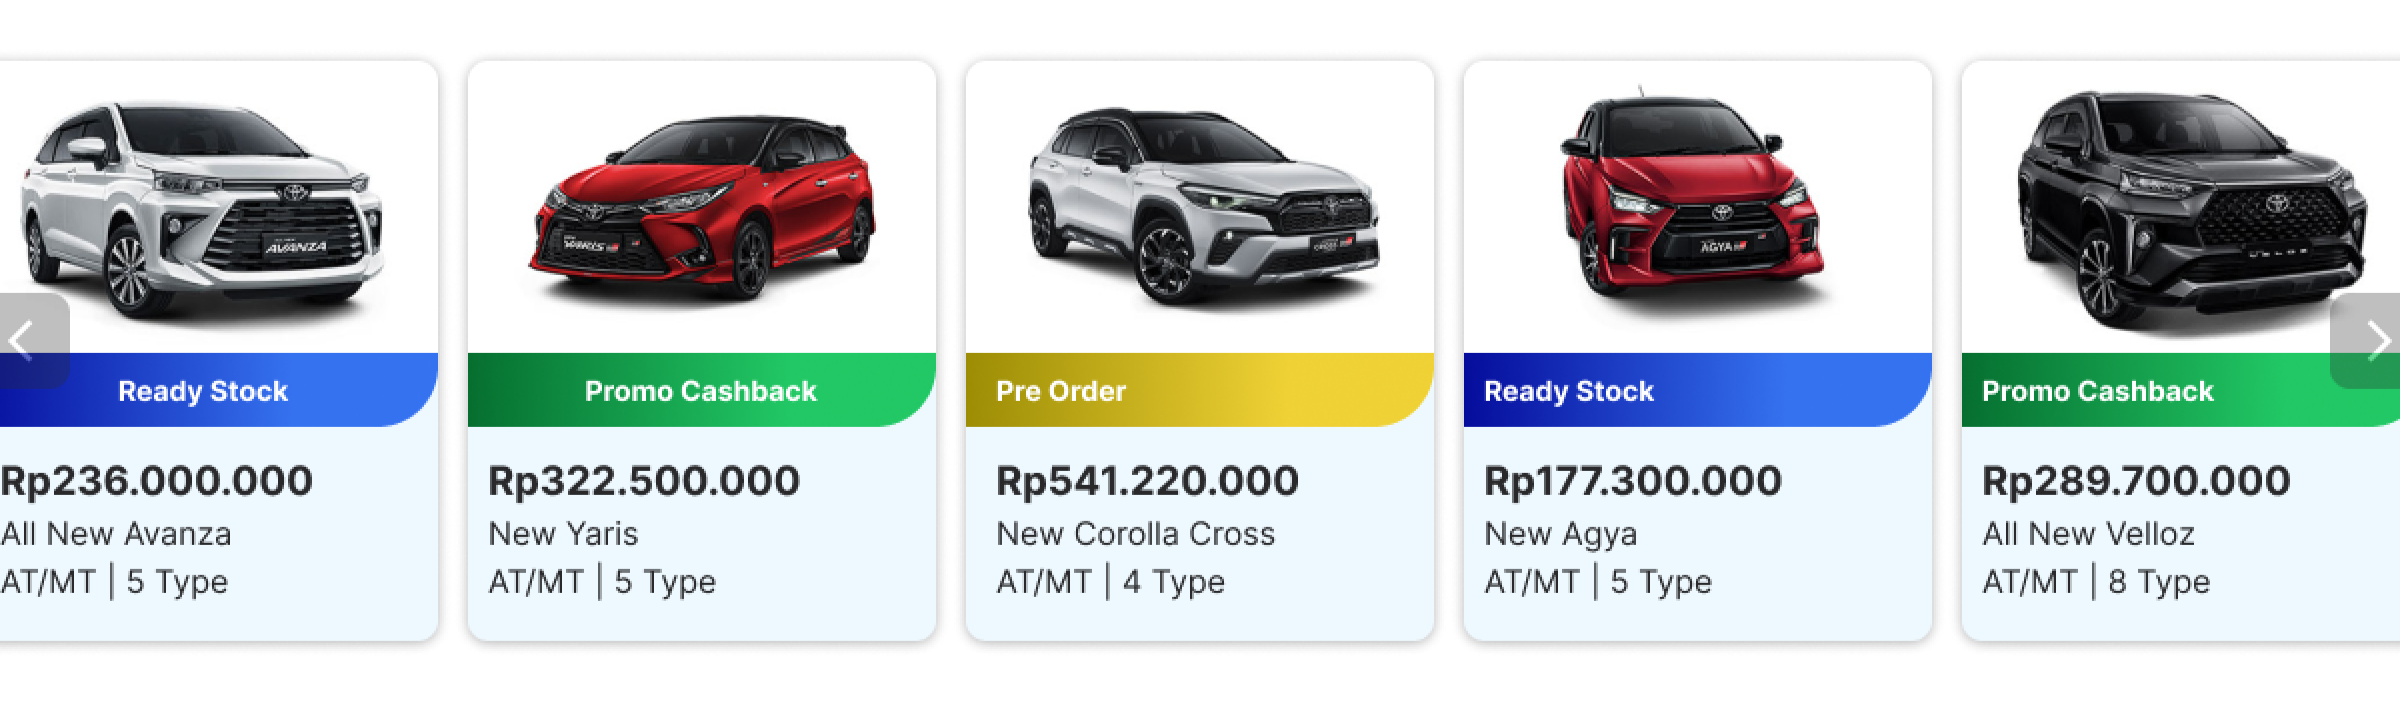 AVANZA
Ready Stock
Rp236.000.000
All New Avanza
AT/MT | 5 Type
YARIS
Promo Cashback
Rp322.500.000
New Yaris
AT/MT | 5 Type
CROSS
Pre Order
Rp541.220.000
New Corolla Cross
AT/MT | 4 Type
AGYA
Ready Stock
Rp177.300.000
New Agya
AT/MT | 5 Type
VELOZ
Promo Cashback
Rp289.700.000
All New Velloz
AT/MT | 8 Type